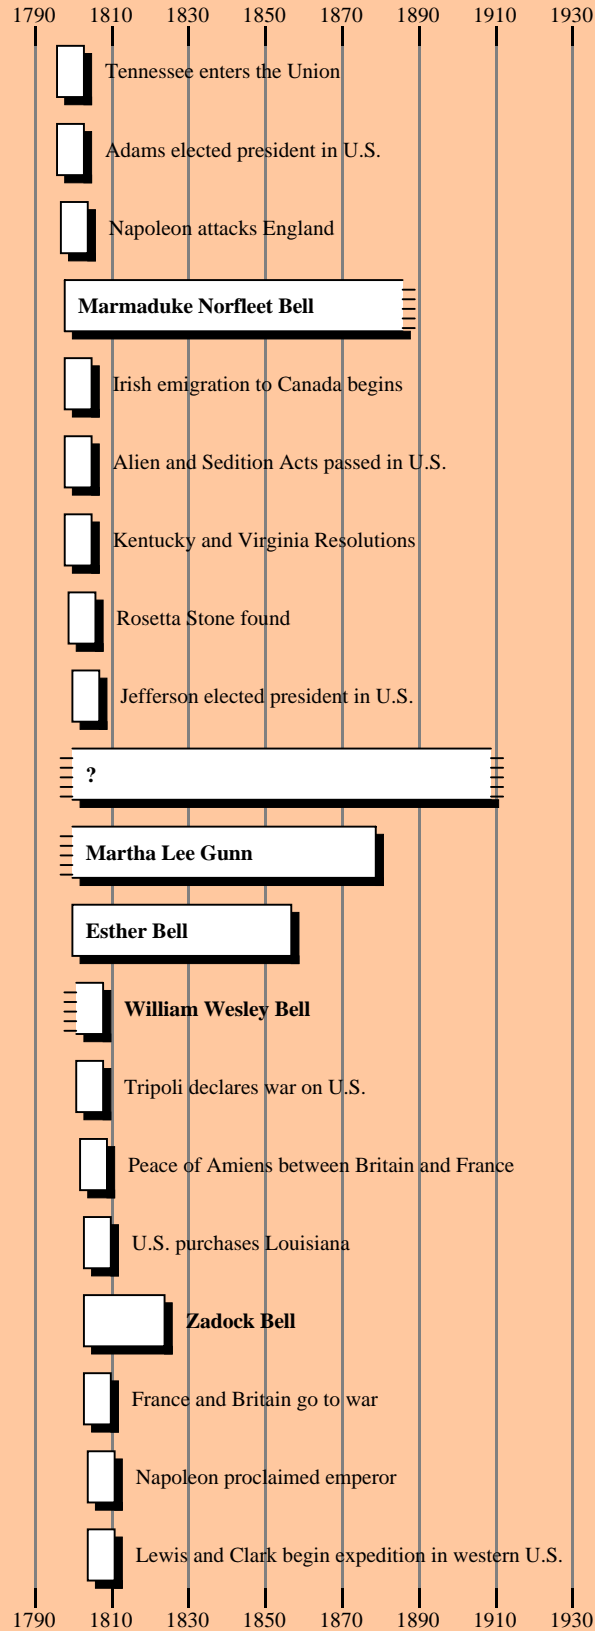 1790 1810 1830 1850 1870 1890 1910 1930
Tennessee enters the Union
Adams elected president in U.S.
Napoleon attacks England
Marmaduke Norfleet Bell
Irish emigration to Canada begins
Alien and Sedition Acts passed in U.S.
Kentucky and Virginia Resolutions
Rosetta Stone found
Jefferson elected president in U.S.
?
Martha Lee Gunn
Esther Bell
William Wesley Bell
Tripoli declares war on U.S.
Peace of Amiens between Britain and France
U.S. purchases Louisiana
Zadock Bell
France and Britain go to war
Napoleon proclaimed emperor
Lewis and Clark begin expedition in western U.S.
1790 1810 1830 1850 1870 1890 1910 1930